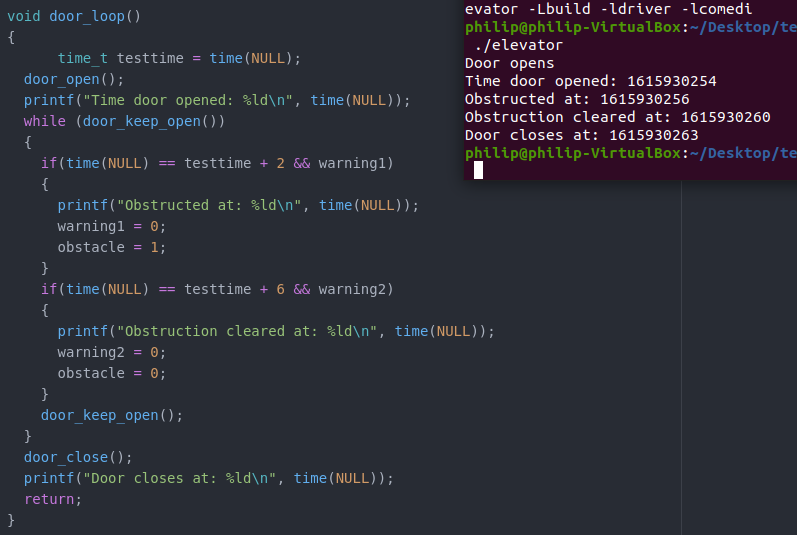 void door_loop()
{
time_t testtime = time(NULL);
door_open();
printf("Time door opened: %ld\n", time(NULL));
while (door_keep_open())
{
if(time(NULL) == testtime + 2 && warning1)
{
printf("Obstructed at: %ld\n", time(NULL));
warning1 = 0;
obstacle = 1;
}
if(time(NULL) == testtime + 6 && warning2)
{
printf("Obstruction cleared at: %ld\n", time(NULL));
warning2 = 0;
obstacle = 0;
}
door_keep_open();
}
door_close();
printf("Door closes at: %ld\n", time(NULL));
return;
}
evator -Lbuild -ldriver -lcomedi
philip@philip-VirtualBox:~/Desktop/te
./elevator
Door opens
Time door opened: 1615930254
Obstructed at: 1615930256
Obstruction cleared at: 1615930260
Door closes at: 1615930263
philip@philip-VirtualBox:~/Desktop/te